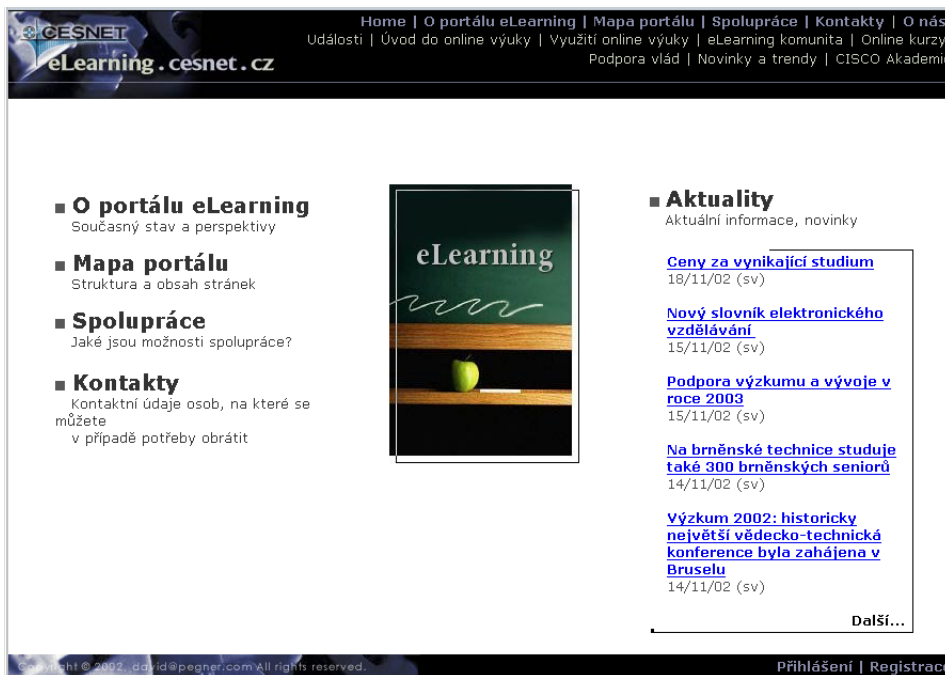 CESNET
eLearning.cesnet.cz
Home | O portálu eLearning | Mapa portálu | Spolupráce | Kontakty | O nás
Události | Úvod do online výuky | Využití online výuky | eLearning komunita | Online kurzy
Podpora vlád | Novinky a trendy | CISCO Akademie
O portálu eLearning
Současný stav a perspektivy
Mapa portálu
Struktura a obsah stránek
Spolupráce
Jaké jsou možnosti spolupráce?
Kontakty
Kontaktní údaje osob, na které se
můžete
v případě potřeby obrátit
eLearning
Aktuality
Aktuální informace, novinky
Ceny za vynikající studium
18/11/02 (sv)
Nový slovník elektronického
vzdělávání
15/11/02 (sv)
Podpora výzkumu a vývoje v
roce 2003
15/11/02 (sv)
Na brněnské technice studuje
také 300 brněnských seniorů
14/11/02 (sv)
Výzkum 2002: historicky
největší vědecko-technická
konference byla zahájena v
Bruselu
14/11/02 (sv)
Další...
Copyright © 2002, david@pegner.com All rights reserved.
Přihlášení | Registrace